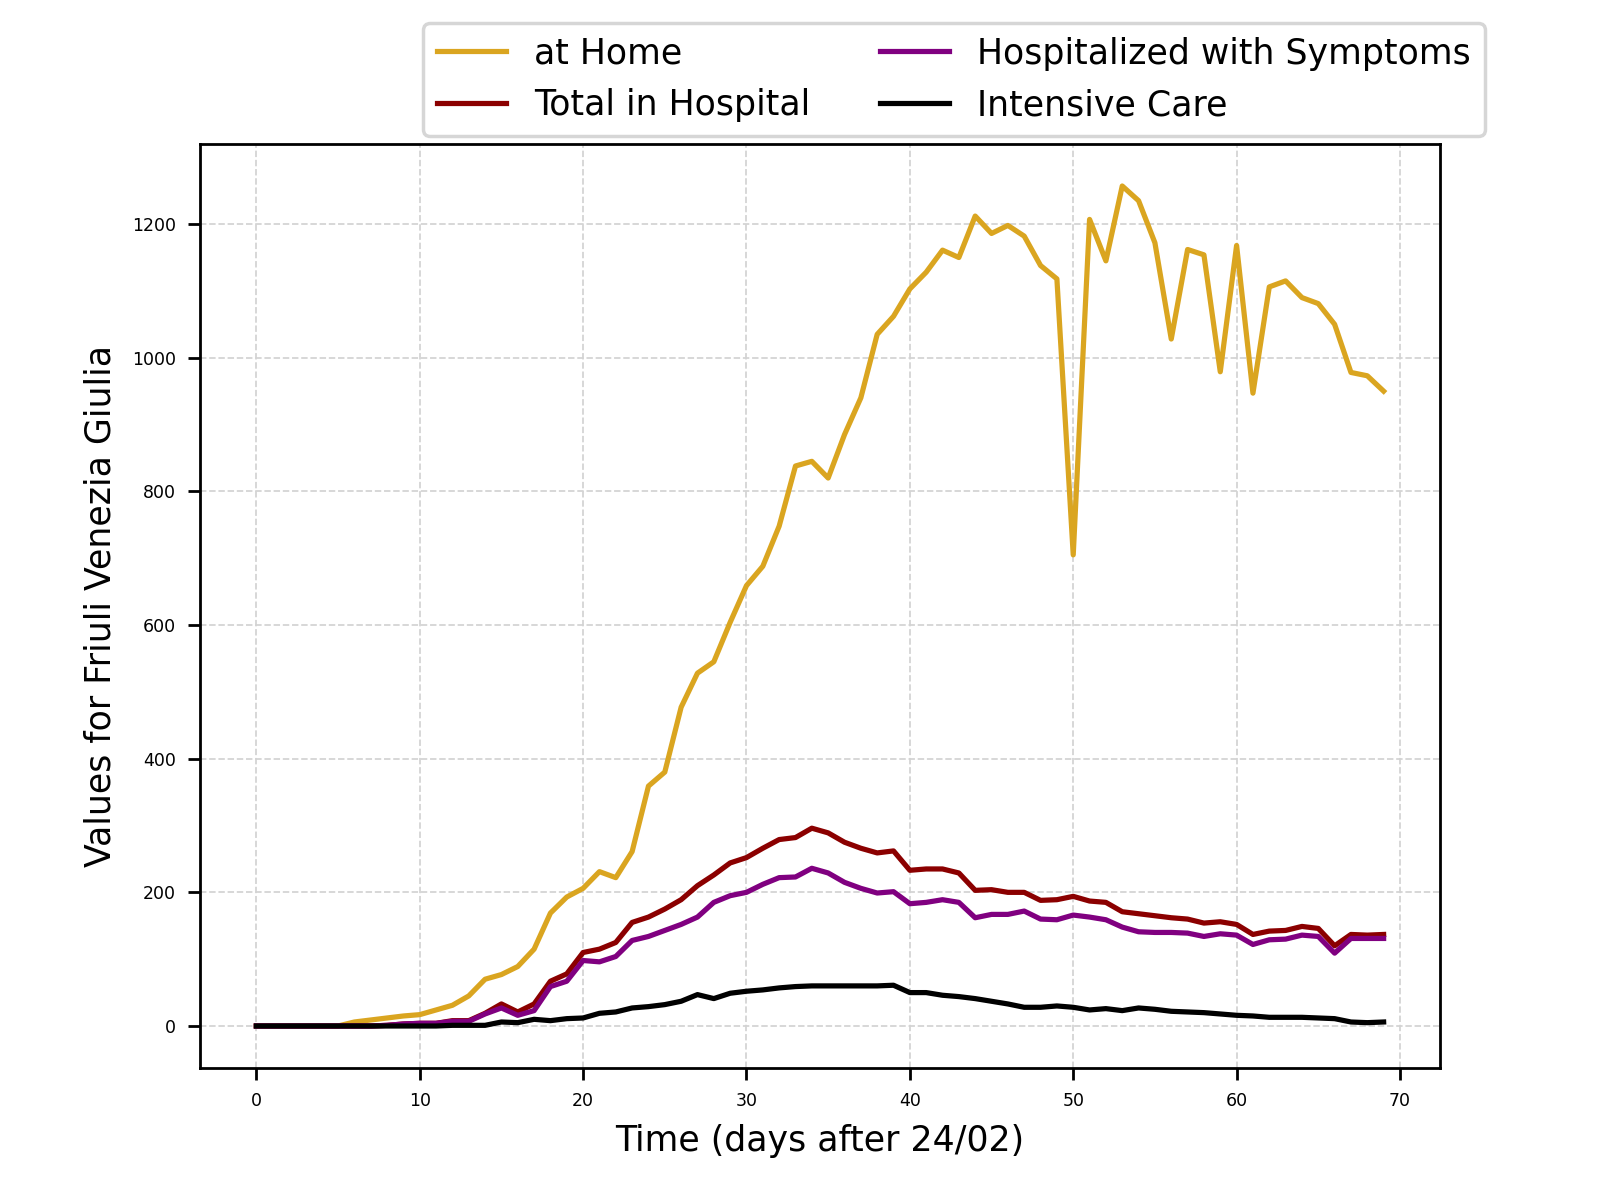 at Home
Total in Hospital
Hospitalized with Symptoms
Intensive Care
Values for Friuli Venezia Giulia
1200
1000
800
600
400
200
0
0 10 20 30 40 50 60 70
Time (days after 24/02)